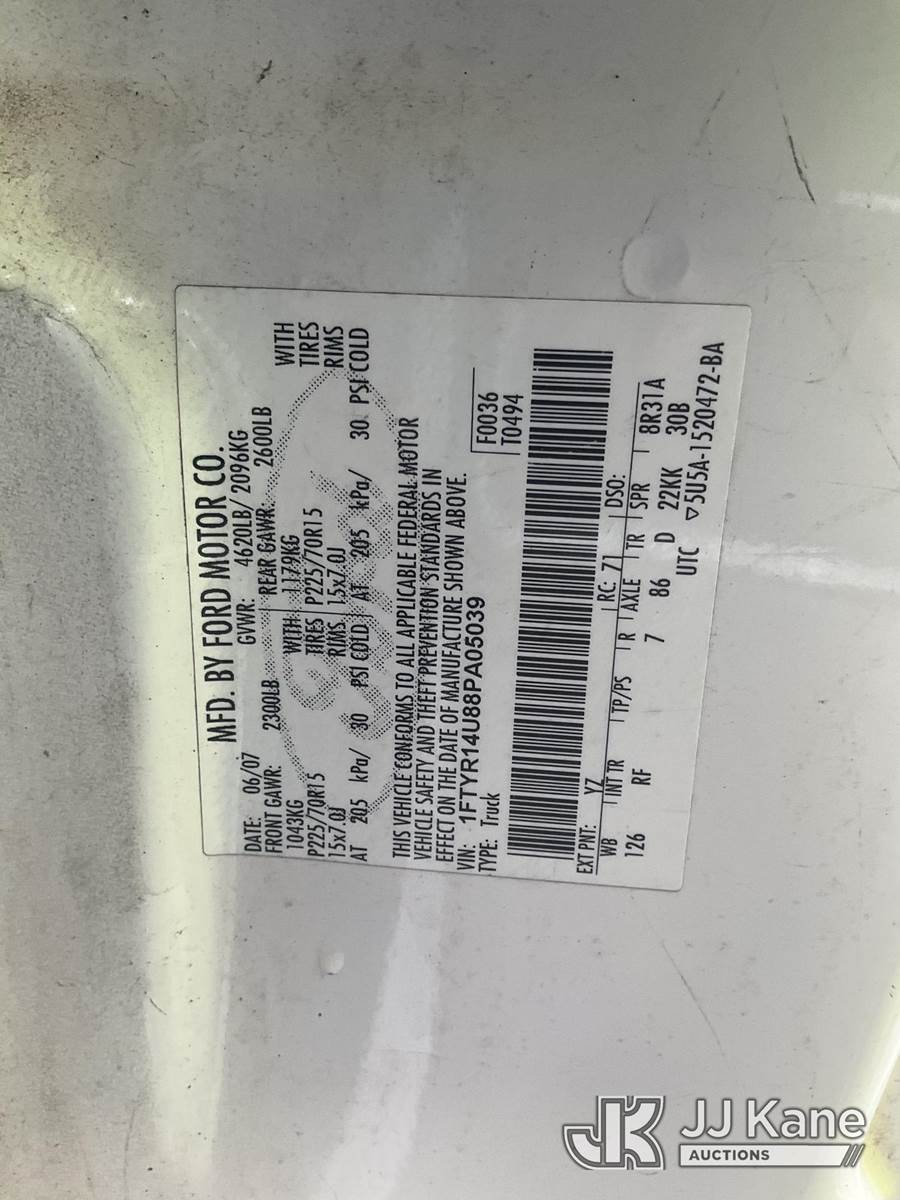 MFD. BY FORD MOTOR CO.
DATE: 06/07 GVWR: 4620LB/ 2096KG
FRONT GAWR: 2300LB REAR GAWR: 2600LB
1043KG WITH 1179KG WITH
P225/70R15 TIRES P225/70R15 TIRES
15x7.0J RIMS 15x7.0J RIMS
AT 205 kPa/ 30 PSI COLD AT 205 kPa/ 30 PSI COLD
THIS VEHICLE CONFORMS TO ALL APPLICABLE FEDERAL MOTOR
VEHICLE SAFETY AND THEFT PREVENTION STANDARDS IN
EFFECT ON THE DATE OF MANUFACTURE SHOWN ABOVE.
VIN: 1FTYR14U88PA05039
TYPE: Truck
F0036
T0494
EXT PNT: YZ RC: 71 DSO:
WB INT TR TP/PS R AXLE TR SPR 8R31A
126 RF 7 86 D 22KK 30B
UTC ▽5U5A-1520472-BA
JK JJ Kane
AUCTIONS